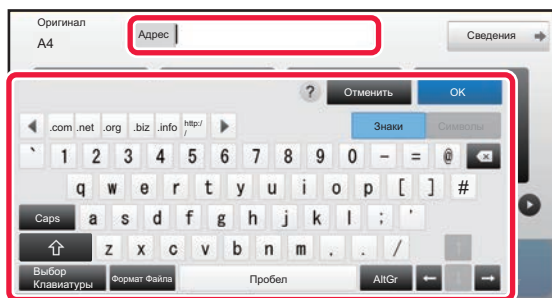 Оригинал
A4
Адрес
Сведения
? Отменить OK
.com .net .org .biz .info http:/
/
Знаки Символы
` 1 2 3 4 5 6 7 8 9 0 - = @
q w e r t y u i o p [ ] #
Caps a s d f g h j k l ; '
z x c v b n m , . /
Выбор
Клавиатуры
Формат Файла Пробел AltGr